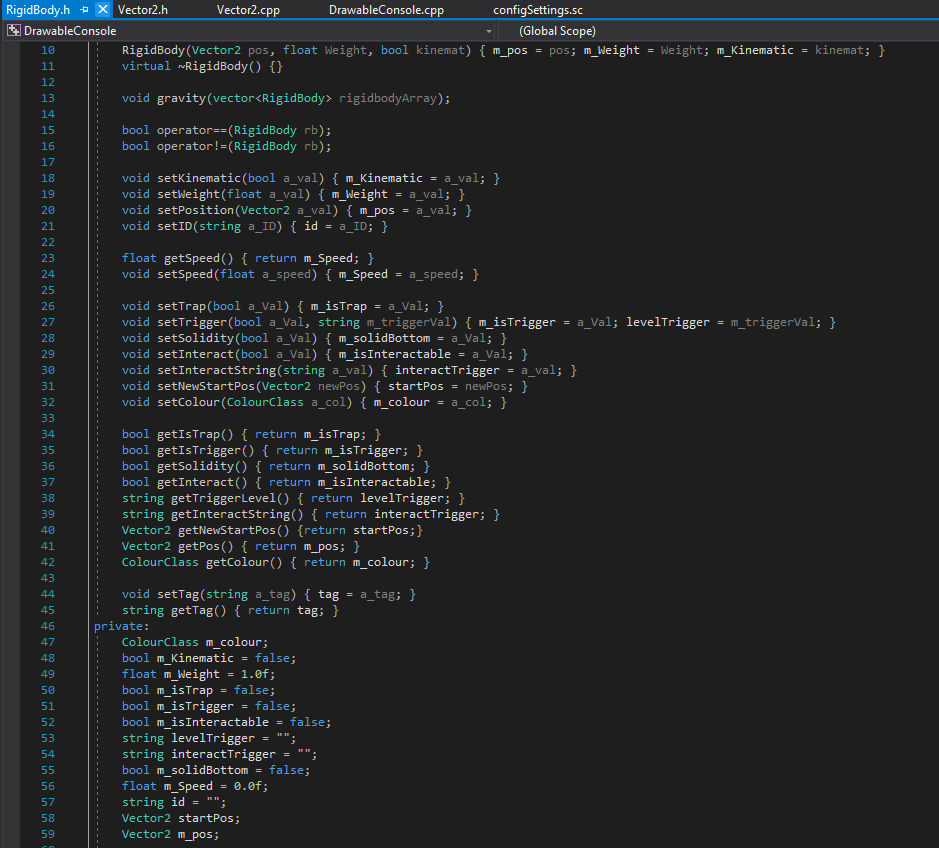 RigidBody.h Vector2.h Vector2.cpp DrawableConsole.cpp configSettings.sc
DrawableConsole (Global Scope)
10 RigidBody(Vector2 pos, float Weight, bool kinemat) { m_pos = pos; m_Weight = Weight; m_Kinematic = kinemat; }
11 virtual ~RigidBody() {}
12
13 void gravity(vector<RigidBody> rigidbodyArray);
14
15 bool operator==(RigidBody rb);
16 bool operator!=(RigidBody rb);
17
18 void setKinematic(bool a_val) { m_Kinematic = a_val; }
19 void setWeight(float a_val) { m_Weight = a_val; }
20 void setPosition(Vector2 a_val) { m_pos = a_val; }
21 void setID(string a_ID) { id = a_ID; }
22
23 float getSpeed() { return m_Speed; }
24 void setSpeed(float a_speed) { m_Speed = a_speed; }
25
26 void setTrap(bool a_Val) { m_isTrap = a_Val; }
27 void setTrigger(bool a_Val, string m_triggerVal) { m_isTrigger = a_Val; levelTrigger = m_triggerVal; }
28 void setSolidity(bool a_Val) { m_solidBottom = a_Val; }
29 void setInteract(bool a_Val) { m_isInteractable = a_Val; }
30 void setInteractString(string a_val) { interactTrigger = a_val; }
31 void setNewStartPos(Vector2 newPos) { startPos = newPos; }
32 void setColour(ColourClass a_col) { m_colour = a_col; }
33
34 bool getIsTrap() { return m_isTrap; }
35 bool getIsTrigger() { return m_isTrigger; }
36 bool getSolidity() { return m_solidBottom; }
37 bool getInteract() { return m_isInteractable; }
38 string getTriggerLevel() { return levelTrigger; }
39 string getInteractString() { return interactTrigger; }
40 Vector2 getNewStartPos() {return startPos;}
41 Vector2 getPos() { return m_pos; }
42 ColourClass getColour() { return m_colour; }
43
44 void setTag(string a_tag) { tag = a_tag; }
45 string getTag() { return tag; }
46 private:
47 ColourClass m_colour;
48 bool m_Kinematic = false;
49 float m_Weight = 1.0f;
50 bool m_isTrap = false;
51 bool m_isTrigger = false;
52 bool m_isInteractable = false;
53 string levelTrigger = "";
54 string interactTrigger = "";
55 bool m_solidBottom = false;
56 float m_Speed = 0.0f;
57 string id = "";
58 Vector2 startPos;
59 Vector2 m_pos;